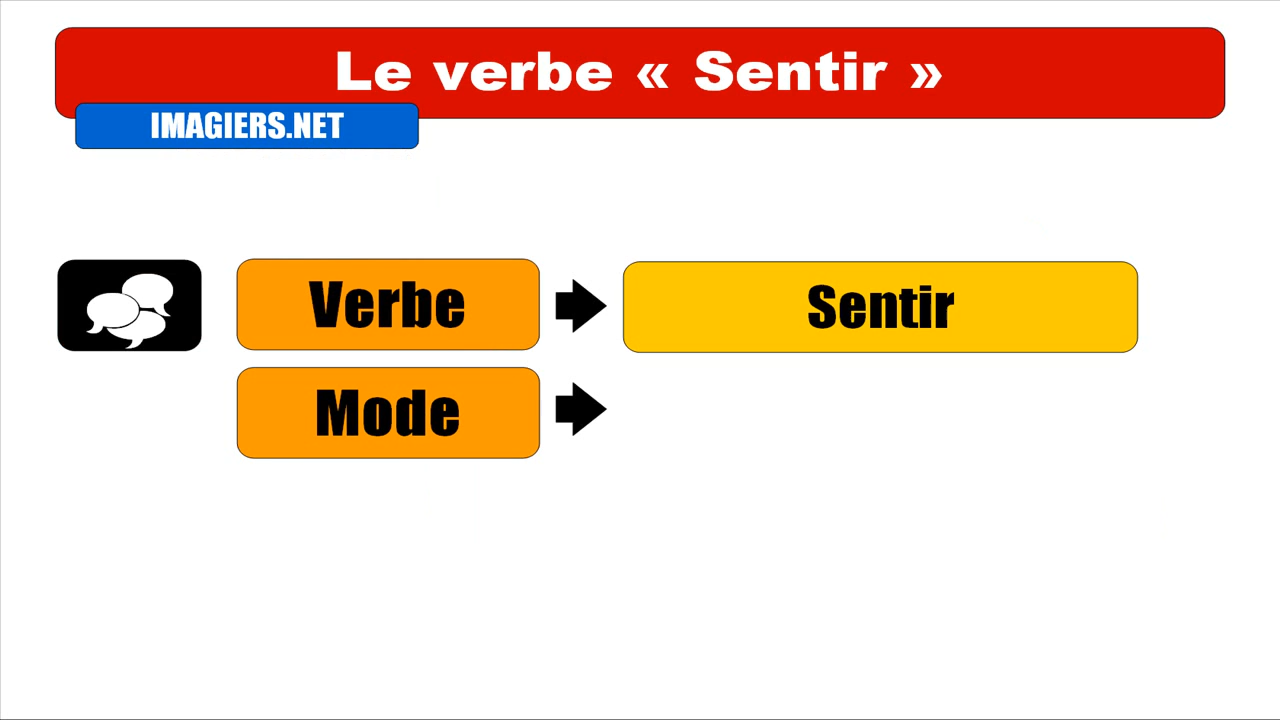 Le verbe « Sentir »
IMAGIERS.NET
Verbe
Sentir
Mode